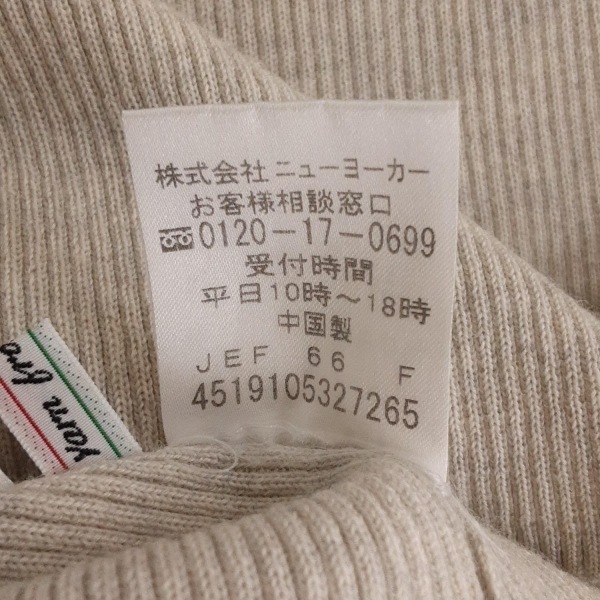 株式会社ニューヨーカー
お客様相談窓口
0120-17-0699
受付時間
平日10時～18時
中国製
JEF 66 F
4519105327265
yarn